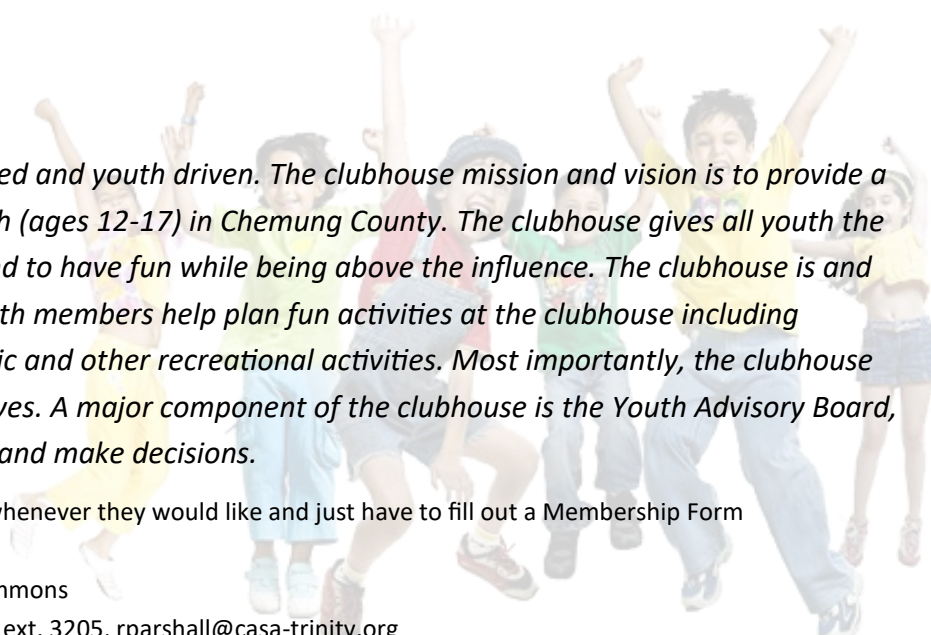 ed and youth driven. The clubhouse mission and vision is to provide a
h (ages 12-17) in Chemung County. The clubhouse gives all youth the
d to have fun while being above the influence. The clubhouse is and
th members help plan fun activities at the clubhouse including
ic and other recreational activities. Most importantly, the clubhouse
ves. A major component of the clubhouse is the Youth Advisory Board,
and make decisions.
whenever they would like and just have to fill out a Membership Form
mmons
ext. 3205, rparshall@casa-trinity.org